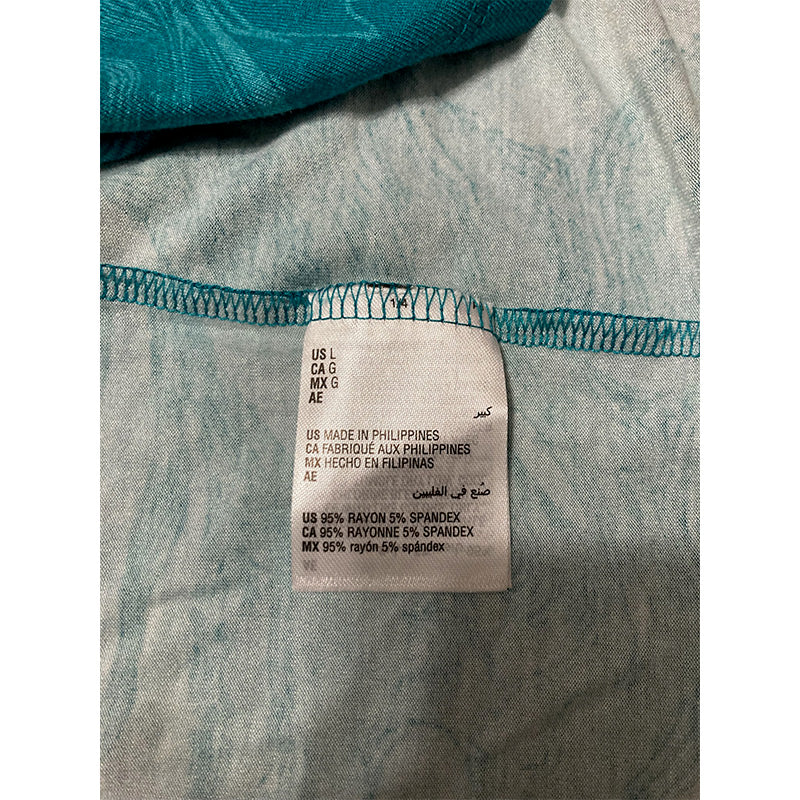 US L
CA G
MX G
AE
كبير
US MADE IN PHILIPPINES
CA FABRIQUÉ AUX PHILIPPINES
MX HECHO EN FILIPINAS
AE
صُنع في الفلبين
US 95% RAYON 5% SPANDEX
CA 95% RAYONNE 5% SPANDEX
MX 95% rayón 5% spándex